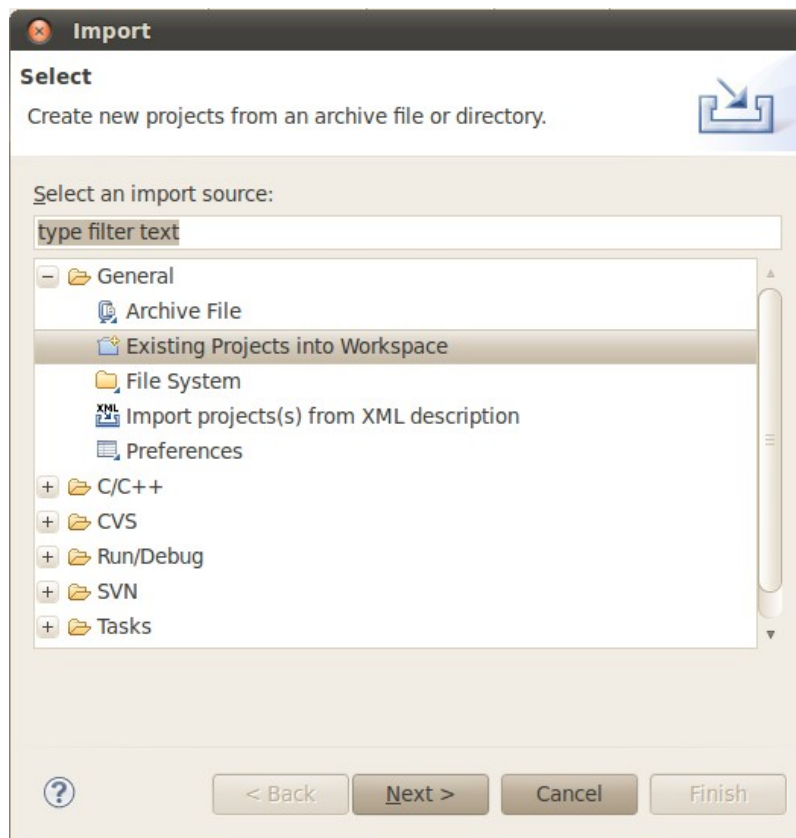 Import
Select
Create new projects from an archive file or directory.
Select an import source:
type filter text
General
Archive File
Existing Projects into Workspace
File System
XML Import projects(s) from XML description
Preferences
C/C++
CVS
Run/Debug
SVN
Tasks
? < Back Next > Cancel Finish